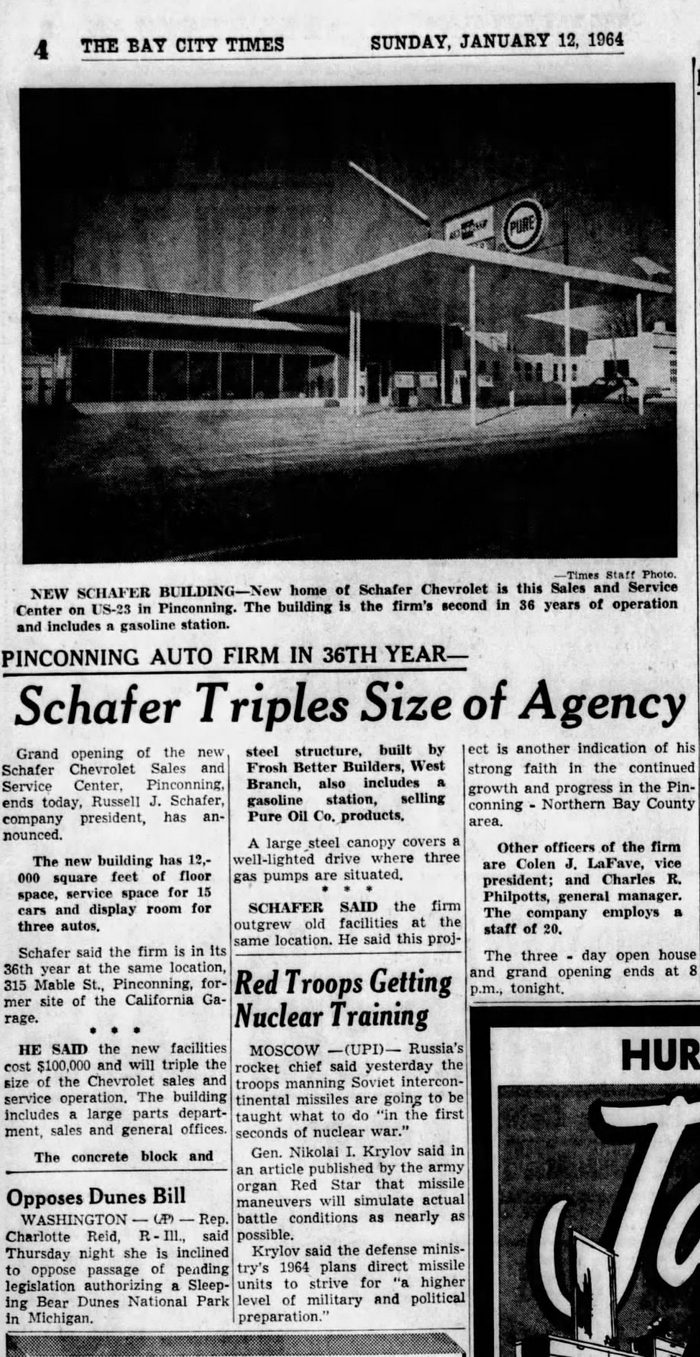 4 THE BAY CITY TIMES SUNDAY, JANUARY 12, 1964
PURE
—Times Staff Photo.
NEW SCHAFER BUILDING—New home of Schafer Chevrolet is this Sales and Service
Center on US-23 in Pinconning. The building is the firm's second in 36 years of operation
and includes a gasoline station.
PINCONNING AUTO FIRM IN 36TH YEAR—
Schafer Triples Size of Agency
Grand opening of the new
Schafer Chevrolet Sales and
Service Center, Pinconning,
ends today, Russell J. Schafer,
company president, has an-
nounced.
The new building has 12,-
000 square feet of floor
space, service space for 15
cars and display room for
three autos.
Schafer said the firm is in its
36th year at the same location,
315 Mable St., Pinconning, for-
mer site of the California Ga-
rage.
* * *
HE SAID the new facilities
cost $100,000 and will triple the
size of the Chevrolet sales and
service operation. The building
includes a large parts depart-
ment, sales and general offices.
The concrete block and
steel structure, built by
Frosh Better Builders, West
Branch, also includes a
gasoline station, selling
Pure Oil Co. products.
A large steel canopy covers a
well-lighted drive where three
gas pumps are situated.
* * *
SCHAFER SAID the firm
outgrew old facilities at the
same location. He said this proj-
ect is another indication of his
strong faith in the continued
growth and progress in the Pin-
conning - Northern Bay County
area.
Other officers of the firm
are Colen J. LaFave, vice
president; and Charles R.
Philpotts, general manager.
The company employs a
staff of 20.
The three - day open house
and grand opening ends at 8
p.m., tonight.
Opposes Dunes Bill
WASHINGTON — (AP) — Rep.
Charlotte Reid, R-Ill., said
Thursday night she is inclined
to oppose passage of pending
legislation authorizing a Sleep-
ing Bear Dunes National Park
in Michigan.
Red Troops Getting
Nuclear Training
MOSCOW —(UPI)— Russia's
rocket chief said yesterday the
troops manning Soviet intercon-
tinental missiles are going to be
taught what to do "in the first
seconds of nuclear war."
Gen. Nikolai I. Krylov said in
an article published by the army
organ Red Star that missile
maneuvers will simulate actual
battle conditions as nearly as
possible.
Krylov said the defense minis-
try's 1964 plans direct missile
units to strive for "a higher
level of military and political
preparation."
HUR
Ja